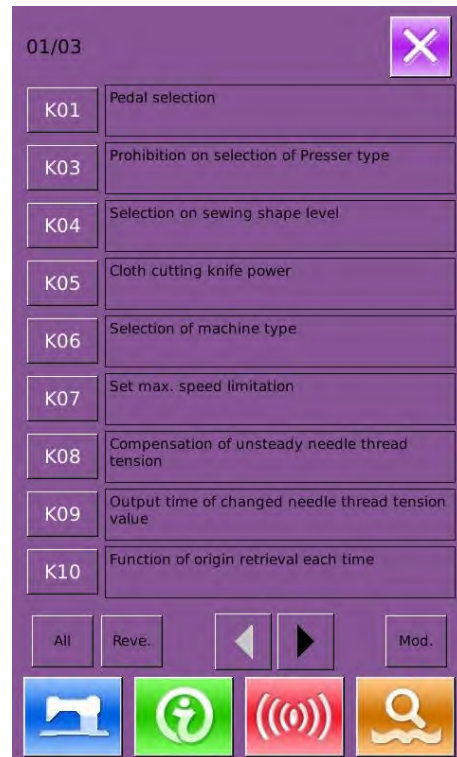 01/03
K01 Pedal selection
K03 Prohibition on selection of Presser type
K04 Selection on sewing shape level
K05 Cloth cutting knife power
K06 Selection of machine type
K07 Set max. speed limitation
K08 Compensation of unsteady needle thread
tension
K09 Output time of changed needle thread tension
value
K10 Function of origin retrieval each time
All Reve. Mod.